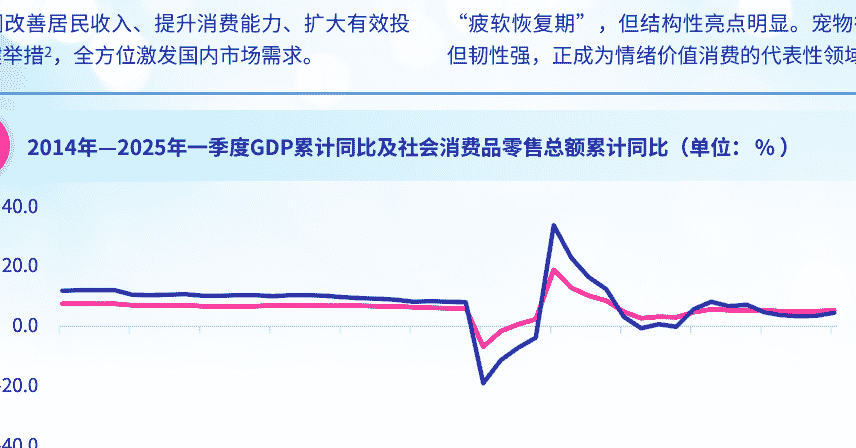 改善居民收入、提升消费能力、扩大有效投
举措²，全方位激发国内市场需求。
“疲软恢复期”，但结构性亮点明显。宠物
但韧性强，正成为情绪价值消费的代表性领域
2014年—2025年一季度GDP累计同比及社会消费品零售总额累计同比（单位：%）
40.0
20.0
0.0
-20.0
-40.0